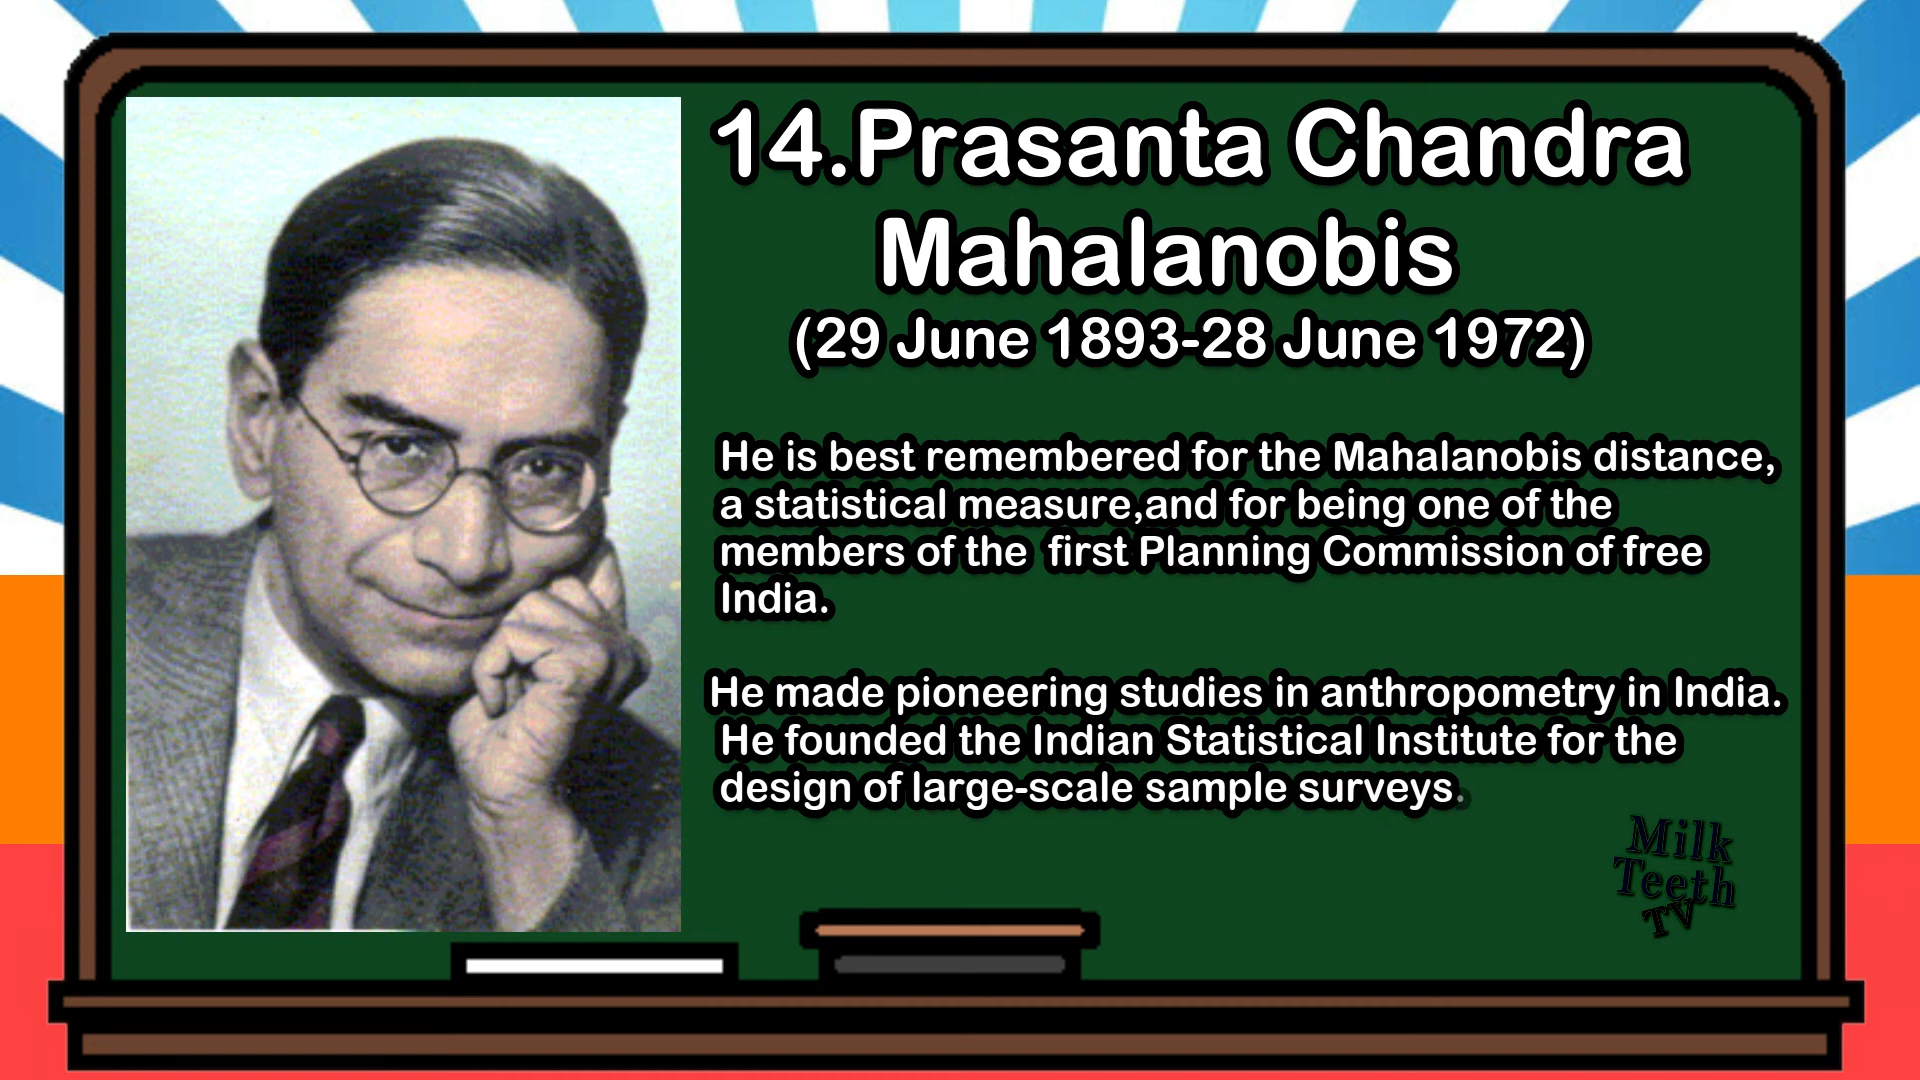 14.Prasanta Chandra
Mahalanobis
(29 June 1893-28 June 1972)
He is best remembered for the Mahalanobis distance,
a statistical measure,and for being one of the
members of the  first Planning Commission of free
India.
He made pioneering studies in anthropometry in India.
He founded the Indian Statistical Institute for the
design of large-scale sample surveys.
Milk
Teeth
TV